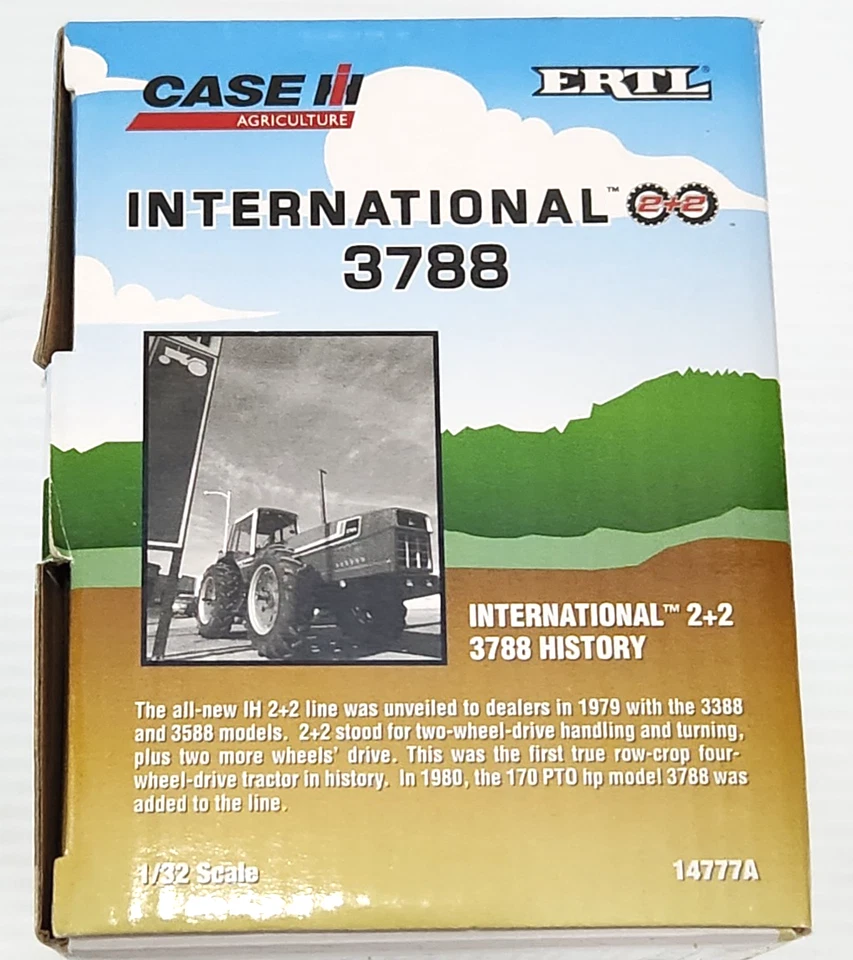 CASE IH
AGRICULTURE
ERTL®
INTERNATIONAL™ 2+2
3788
INTERNATIONAL™ 2+2
3788 HISTORY
The all-new IH 2+2 line was unveiled to dealers in 1979 with the 3388
and 3588 models. 2+2 stood for two-wheel-drive handling and turning,
plus two more wheels' drive. This was the first true row-crop four-
wheel-drive tractor in history. In 1980, the 170 PTO hp model 3788 was
added to the line.
1/32 Scale
14777A